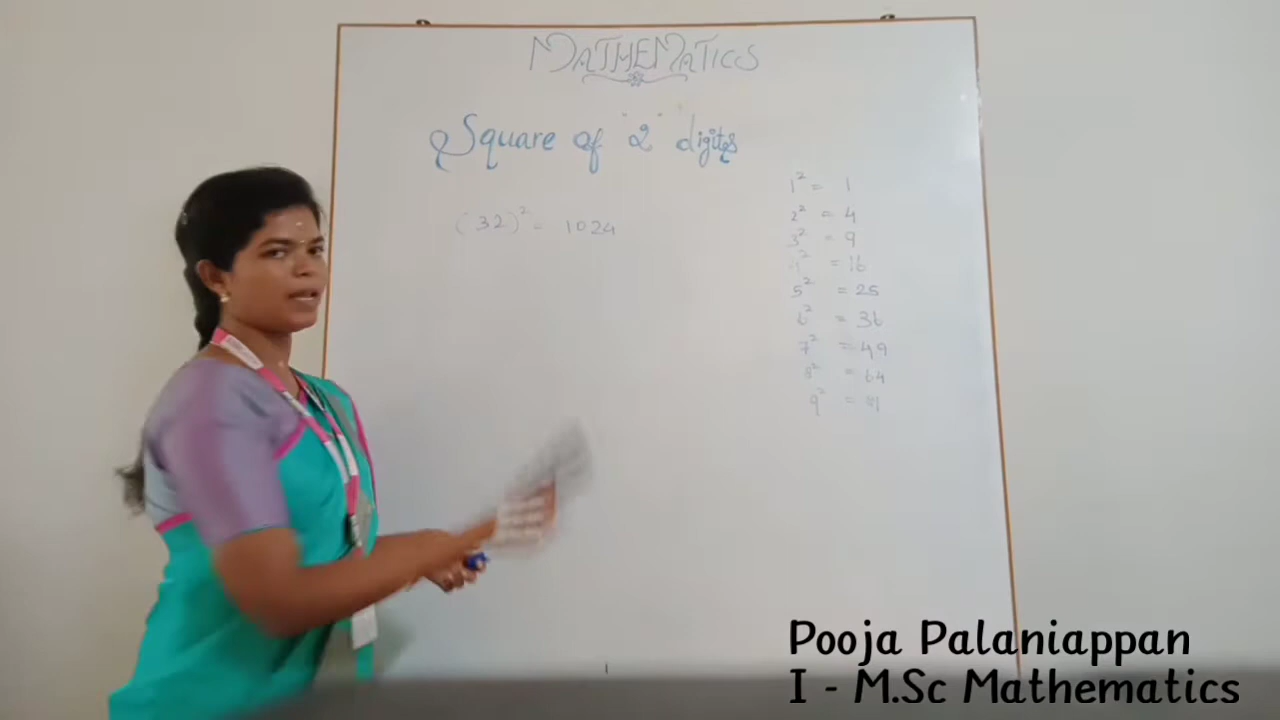 MATHEMATICS
Square of "2" digits
(32)² = 1024
1² = 1
2² = 4
3² = 9
4² = 16
5² = 25
6² = 36
7² = 49
8² = 64
9² = 81
Pooja Palaniappan
I - M.Sc Mathematics